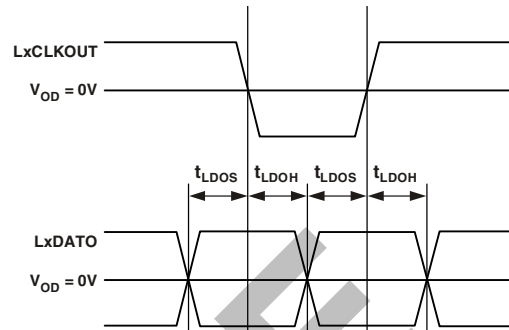 LxCLKOUT
VOD = 0V
tLDOS tLDOH tLDOS tLDOH
LxDATO
VOD = 0V